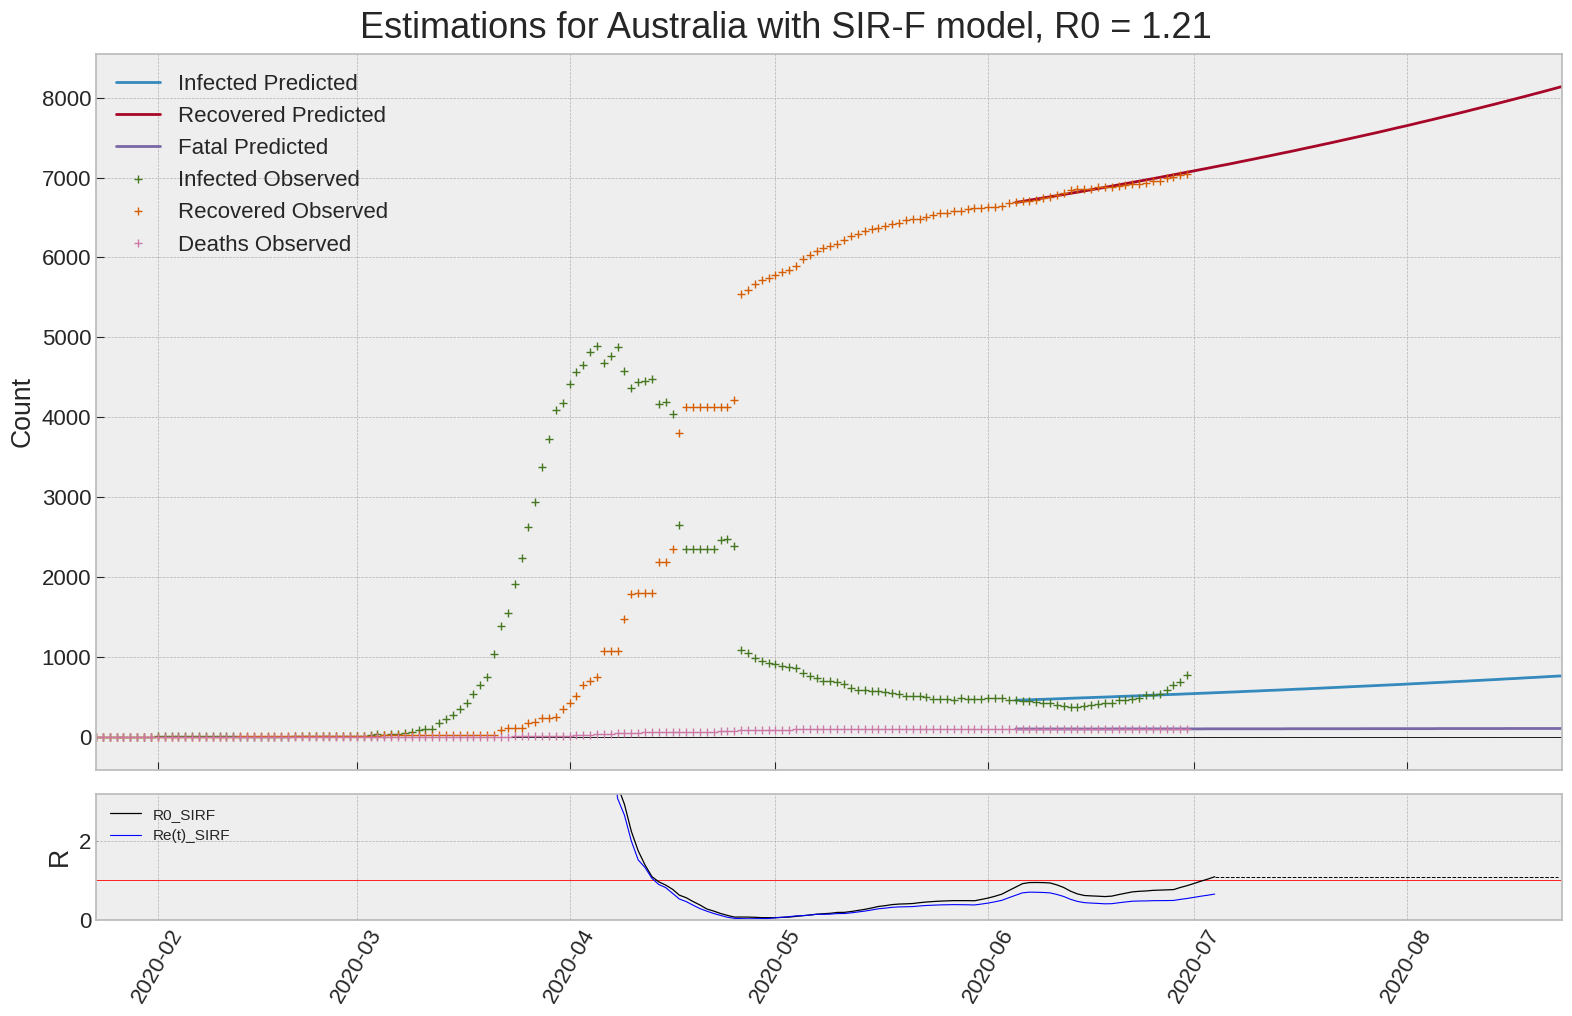 Estimations for Australia with SIR-F model, R0 = 1.21
Infected Predicted
Recovered Predicted
Fatal Predicted
Infected Observed
Recovered Observed
Deaths Observed
8000
7000
6000
5000
4000
3000
2000
1000
0
Count
R0_SIRF
Re(t)_SIRF
2
0
R
2020-02
2020-03
2020-04
2020-05
2020-06
2020-07
2020-08